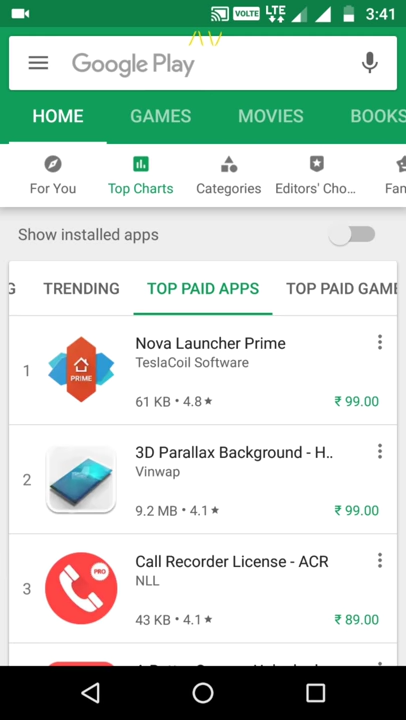 VOLTE LTE 3:41
Google Play
HOME GAMES MOVIES BOOKS
For You Top Charts Categories Editors' Cho... Fan
Show installed apps
G TRENDING TOP PAID APPS TOP PAID GAME
1
Nova Launcher Prime
TeslaCoil Software
PRIME
61 KB • 4.8 ★ ₹ 99.00
2
3D Parallax Background - H..
Vinwap
9.2 MB • 4.1 ★ ₹ 99.00
3
Call Recorder License - ACR
PRO
NLL
43 KB • 4.1 ★ ₹ 89.00